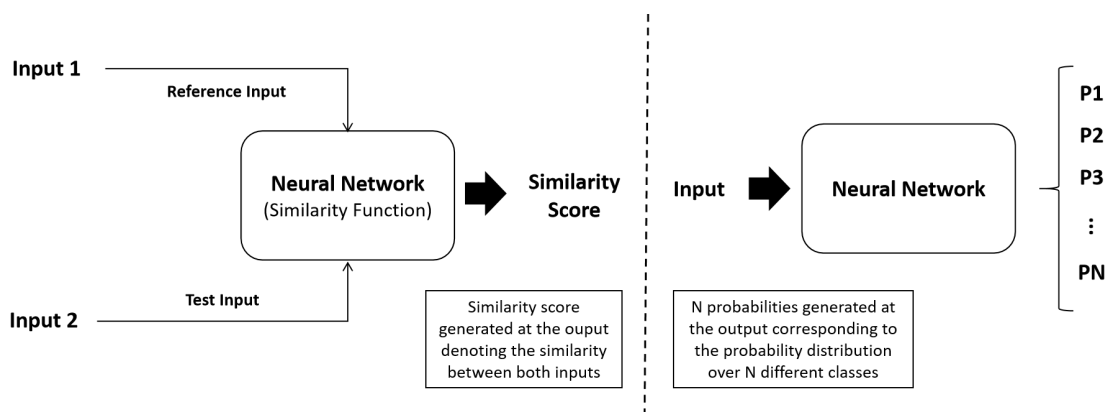 Input 1
Reference Input
Neural Network
(Similarity Function)
Similarity
Score
Test Input
Input 2
Similarity score
generated at the ouput
denoting the similarity
between both inputs
Input
Neural Network
P1
P2
P3
⋮
PN
N probabilities generated at
the output corresponding to
the probability distribution
over N different classes